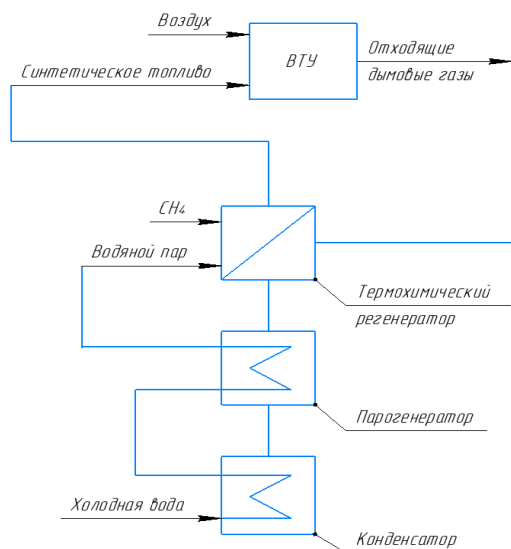 Воздух
ВТУ
Отходящие
дымовые газы
Синтетическое топливо
CH₄
Водяной пар
Термохимический
регенератор
Парогенератор
Холодная вода
Конденсатор